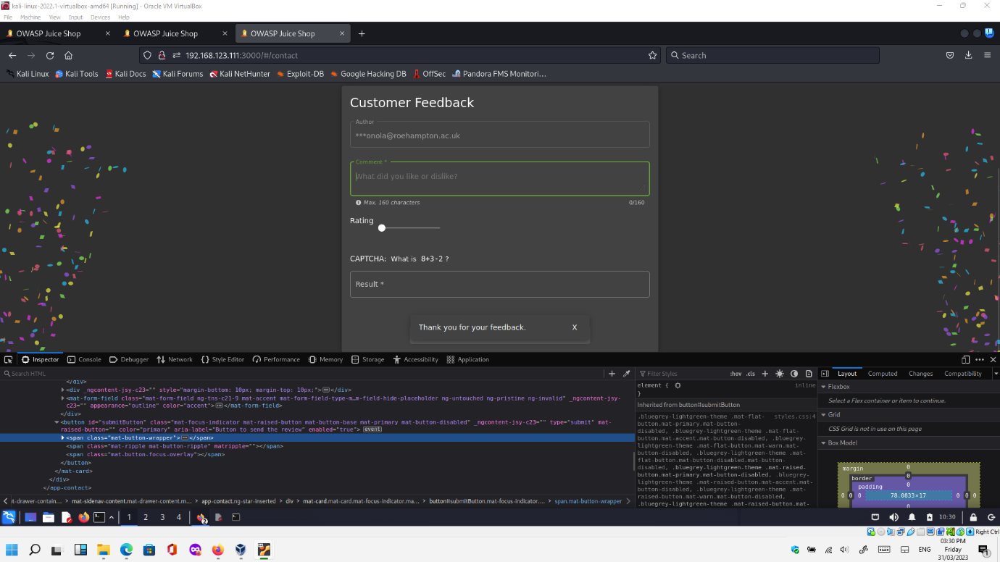 kali-linux-2022.1-virtualbox-amd64 [Running] - Oracle VM VirtualBox
File Machine View Input Devices Help
OWASP Juice Shop
OWASP Juice Shop
OWASP Juice Shop
192.168.123.111:3000/#/contact
Search
Kali Linux Kali Tools Kali Docs Kali Forums Kali NetHunter Exploit-DB Google Hacking DB OffSec Pandora FMS Monitori…
Customer Feedback
Author
***onola@roehampton.ac.uk
Comment *
What did you like or dislike?
Max. 160 characters 0/160
Rating
CAPTCHA: What is 8+3-2 ?
Result *
Thank you for your feedback. X
Inspector Console Debugger Network Style Editor Performance Memory Storage Accessibility Application
Search HTML
</div>
<div _ngcontent-jsy-c23="" style="margin-bottom: 10px; margin-top: 10px;">…</div>
<mat-form-field class="mat-form-field ng-tns-c21-9 mat-accent mat-form-field-type-m…m-field-hide-placeholder ng-untouched ng-pristine ng-invalid" _ngcontent-jsy-
c23="" appearance="outline" color="accent">…</mat-form-field>
</div>
<button id="submitButton" class="mat-focus-indicator mat-raised-button mat-button-base mat-primary mat-button-disabled" _ngcontent-jsy-c23="" type="submit" mat-
raised-button="" color="primary" aria-label="Button to send the review" enabled="true"> event
<span class="mat-button-wrapper">…</span>
<span class="mat-ripple mat-button-ripple" matripple=""></span>
<span class="mat-button-focus-overlay"></span>
</button>
</mat-card>
</div>
</app-contact>
nt-drawer-contain… mat-sidenav-content.mat-drawer-content.m… app-contact.ng-star-inserted div mat-card.mat-card.mat-focus-indicator.ma… button#submitButton.mat-focus-indicator.… span.mat-button-wrapper
Filter Styles :hov .cls
element { inline
}
Inherited from button#submitButton
.bluegrey-lightgreen-theme .mat-flat- styles.css:4
button.mat-primary.mat-button-
disabled, .bluegrey-lightgreen-theme .mat-flat-
button.mat-accent.mat-button-disabled, .bluegrey-
lightgreen-theme .mat-flat-button.mat-warn.mat-
button-disabled, .bluegrey-lightgreen-theme .mat-
flat-button.mat-button-disabled.mat-button-
disabled, .bluegrey-lightgreen-theme .mat-raised-
button.mat-primary.mat-button-disabled, .bluegrey-
lightgreen-theme .mat-raised-button.mat-accent.mat-
button-disabled, .bluegrey-lightgreen-theme .mat-
raised-button.mat-warn.mat-button-disabled,
.bluegrey-lightgreen-theme .mat-raised-button.mat-
Layout Computed Changes Compatibility
Flexbox
Select a Flex container or item to continue.
Grid
CSS Grid is not in use on this page
Box Model
margin 0
border 0
padding 0
0 0 0 78.0833×17 0 0 0
0
1 2 3 4
2
10:30
Right Ctrl
ENG
03:30 PM
Friday
31/03/2023
1